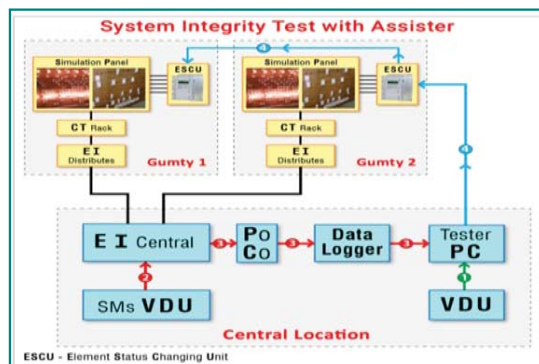 System Integrity Test with Assister
4
Simulation Panel
ESCU
Simulation Panel
ESCU
CT Rack
CT Rack
EI
Distributes
EI
Distributes
Gumty 1
Gumty 2
4
EI Central
3
PO
CO
3
Data
Logger
3
Tester
PC
2
1
SMs VDU
VDU
Central Location
ESCU - Element Status Changing Unit